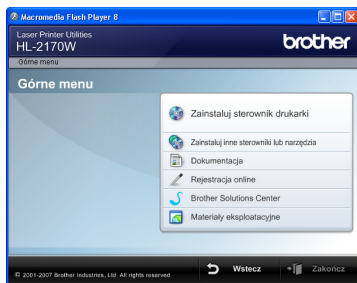 Macromedia Flash Player 8
Laser Printer Utilities
HL-2170W
brother
Górne menu
Górne menu
Zainstaluj sterownik drukarki
Zainstaluj inne sterowniki lub narzędzia
Dokumentacja
Rejestracja online
Brother Solutions Center
Materiały eksploatacyjne
© 2001-2007 Brother Industries, Ltd. All rights reserved.
Wstecz
Zakończ